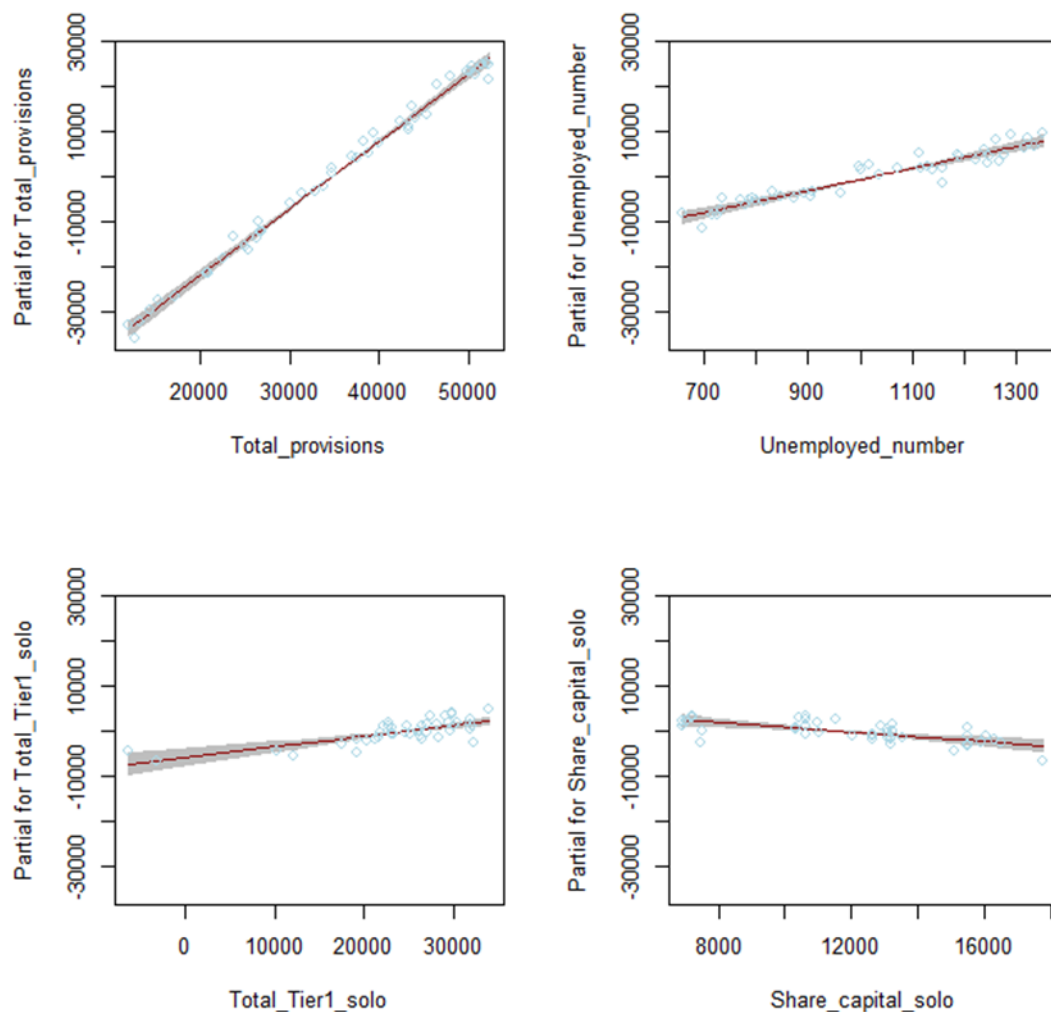 Partial for Total_provisions
-30000 -10000 10000 30000
20000 30000 40000 50000
Total_provisions
Partial for Unemployed_number
-30000 -10000 10000 30000
700 900 1100 1300
Unemployed_number
Partial for Total_Tier1_solo
-30000 -10000 10000 30000
0 10000 20000 30000
Total_Tier1_solo
Partial for Share_capital_solo
-30000 -10000 10000 30000
8000 12000 16000
Share_capital_solo